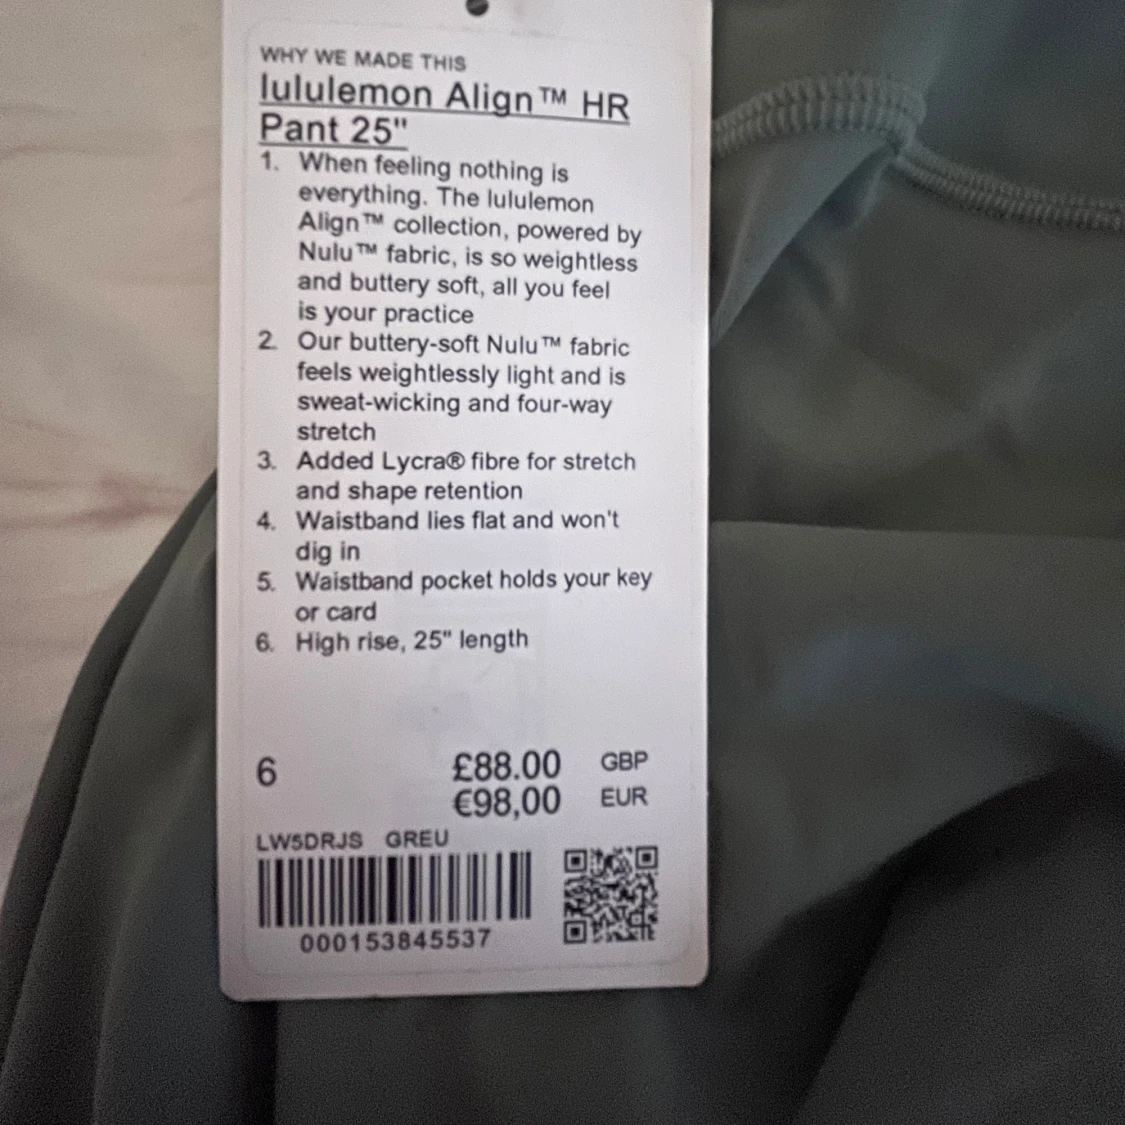 WHY WE MADE THIS
lululemon Align™ HR
Pant 25"
1. When feeling nothing is
everything. The lululemon
Align™ collection, powered by
Nulu™ fabric, is so weightless
and buttery soft, all you feel
is your practice
2. Our buttery-soft Nulu™ fabric
feels weightlessly light and is
sweat-wicking and four-way
stretch
3. Added Lycra® fibre for stretch
and shape retention
4. Waistband lies flat and won't
dig in
5. Waistband pocket holds your key
or card
6. High rise, 25" length
6 £88.00 GBP
€98,00 EUR
LW5DRJS GREU
000153845537